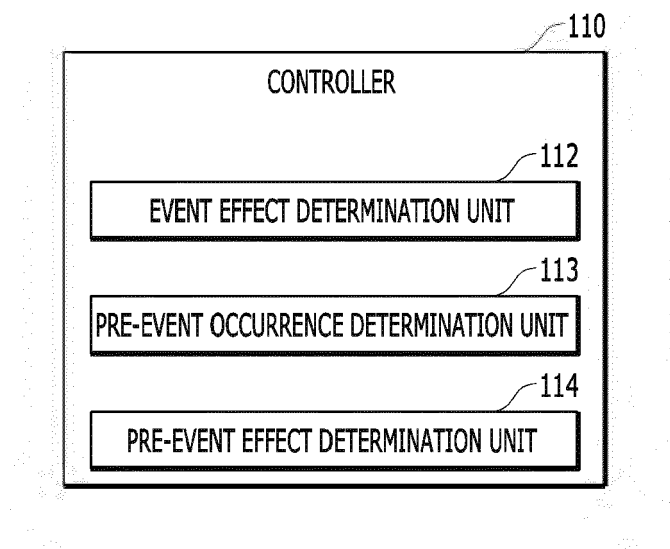 110
CONTROLLER
112
EVENT EFFECT DETERMINATION UNIT
113
PRE-EVENT OCCURRENCE DETERMINATION UNIT
114
PRE-EVENT EFFECT DETERMINATION UNIT